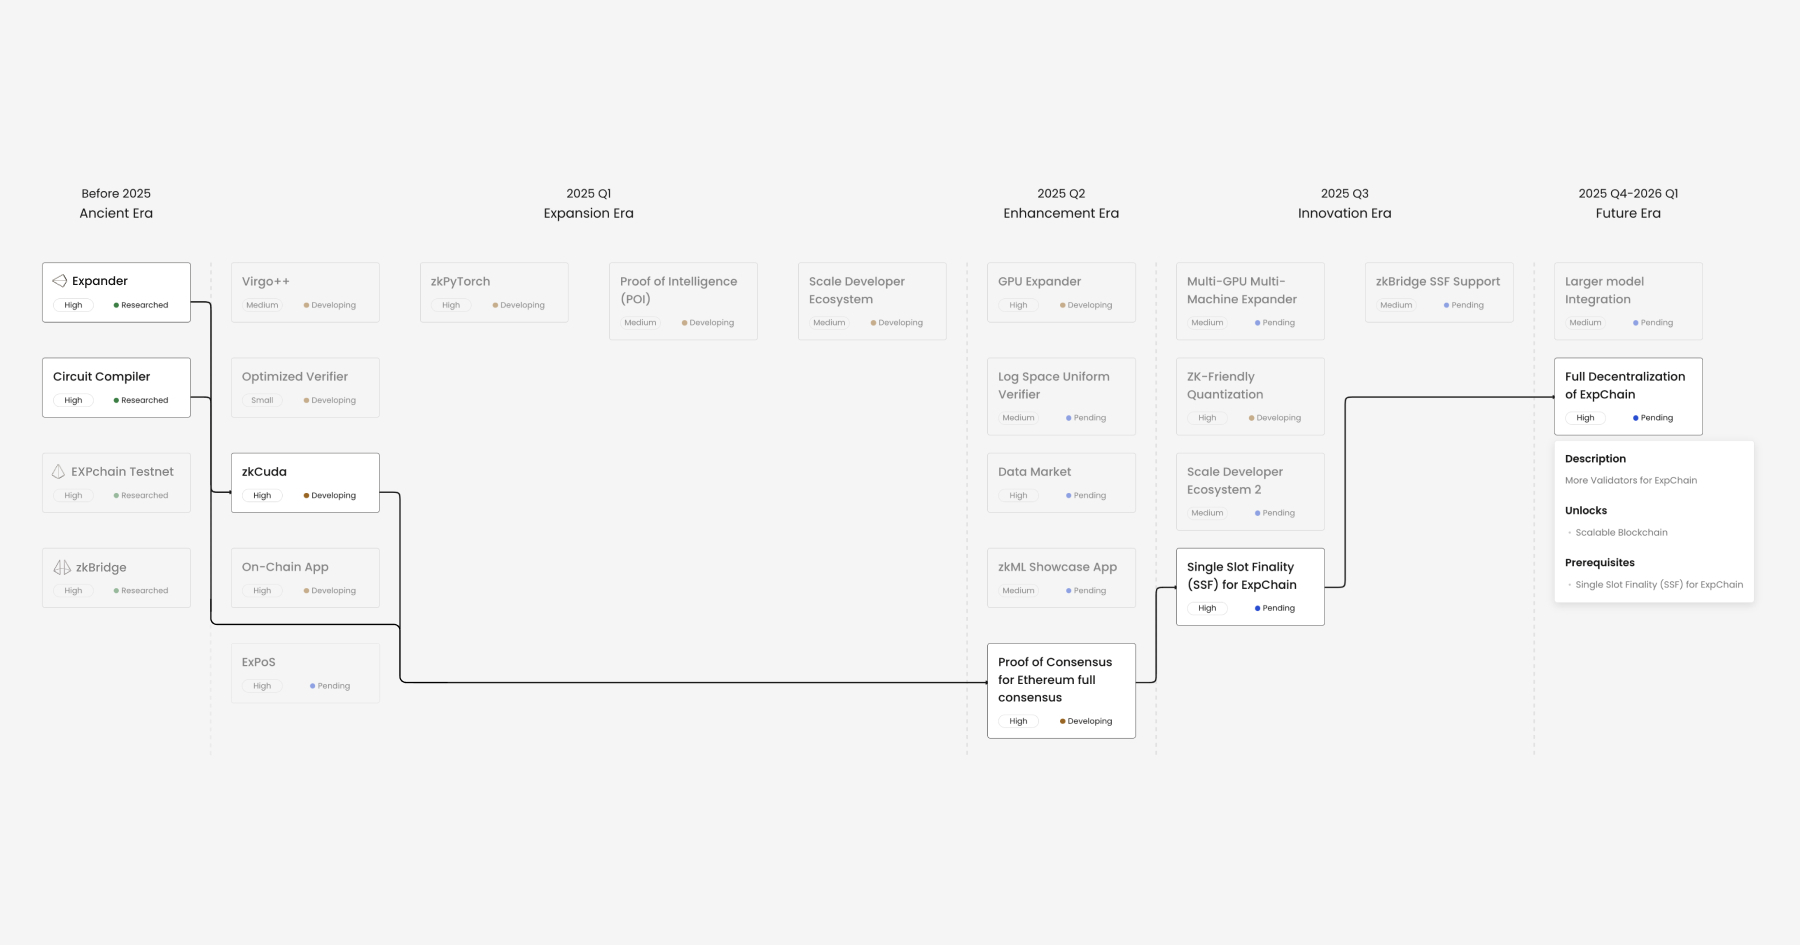 Before 2025
Ancient Era
2025 Q1
Expansion Era
2025 Q2
Enhancement Era
2025 Q3
Innovation Era
2025 Q4-2026 Q1
Future Era
Expander
High
Researched
Circuit Compiler
High
Researched
EXPchain Testnet
High
Researched
zkBridge
High
Researched
Virgo++
Medium
Developing
Optimized Verifier
Small
Developing
zkCuda
High
Developing
On-Chain App
High
Developing
ExPoS
High
Pending
zkPyTorch
High
Developing
Proof of Intelligence
(POI)
Medium
Developing
Scale Developer
Ecosystem
Medium
Developing
GPU Expander
High
Developing
Log Space Uniform
Verifier
Medium
Pending
Data Market
High
Pending
zkML Showcase App
Medium
Pending
Proof of Consensus
for Ethereum full
consensus
High
Developing
Multi-GPU Multi-
Machine Expander
Medium
Pending
ZK-Friendly
Quantization
High
Developing
Scale Developer
Ecosystem 2
Medium
Pending
Single Slot Finality
(SSF) for ExpChain
High
Pending
zkBridge SSF Support
Medium
Pending
Larger model
Integration
Medium
Pending
Full Decentralization
of ExpChain
High
Pending
Description
More Validators for ExpChain
Unlocks
Scalable Blockchain
Prerequisites
Single Slot Finality (SSF) for ExpChain